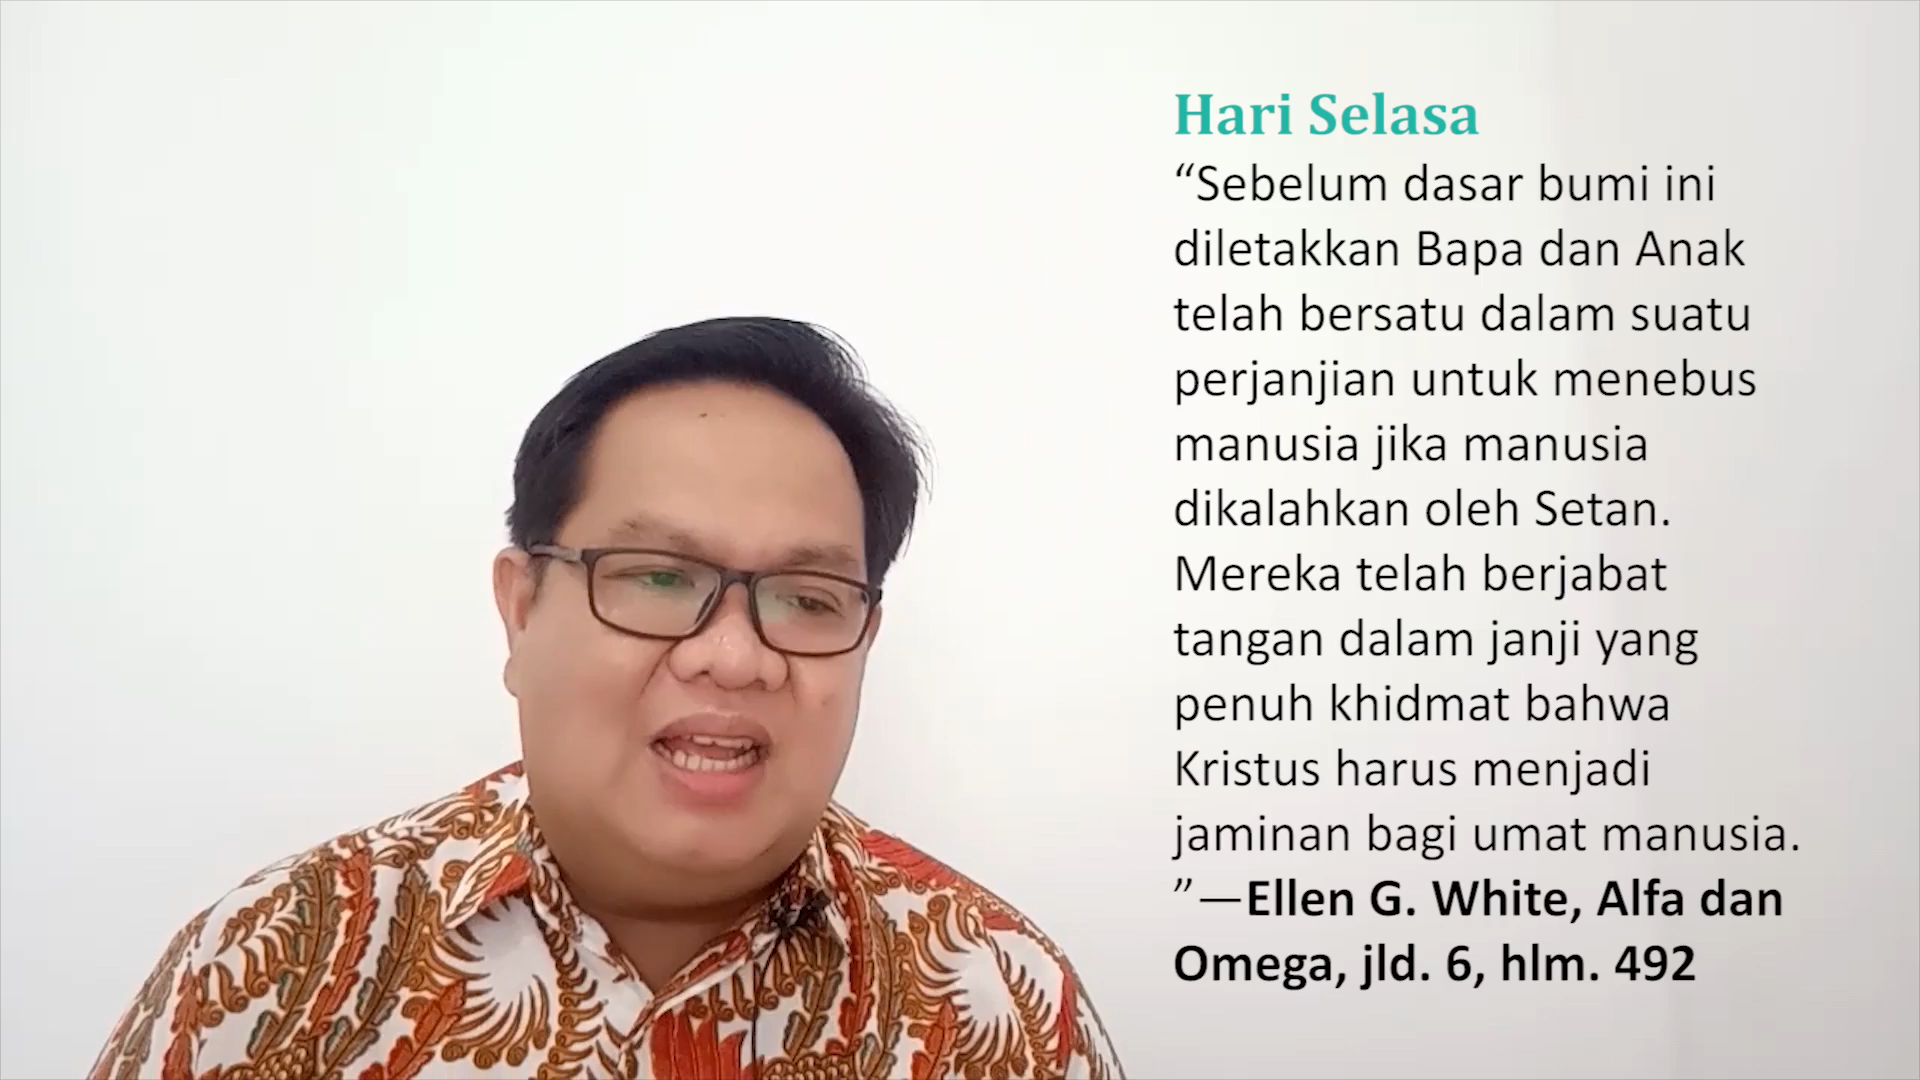 Hari Selasa
“Sebelum dasar bumi ini
diletakkan Bapa dan Anak
telah bersatu dalam suatu
perjanjian untuk menebus
manusia jika manusia
dikalahkan oleh Setan.
Mereka telah berjabat
tangan dalam janji yang
penuh khidmat bahwa
Kristus harus menjadi
jaminan bagi umat manusia.
”—Ellen G. White, Alfa dan
Omega, jld. 6, hlm. 492